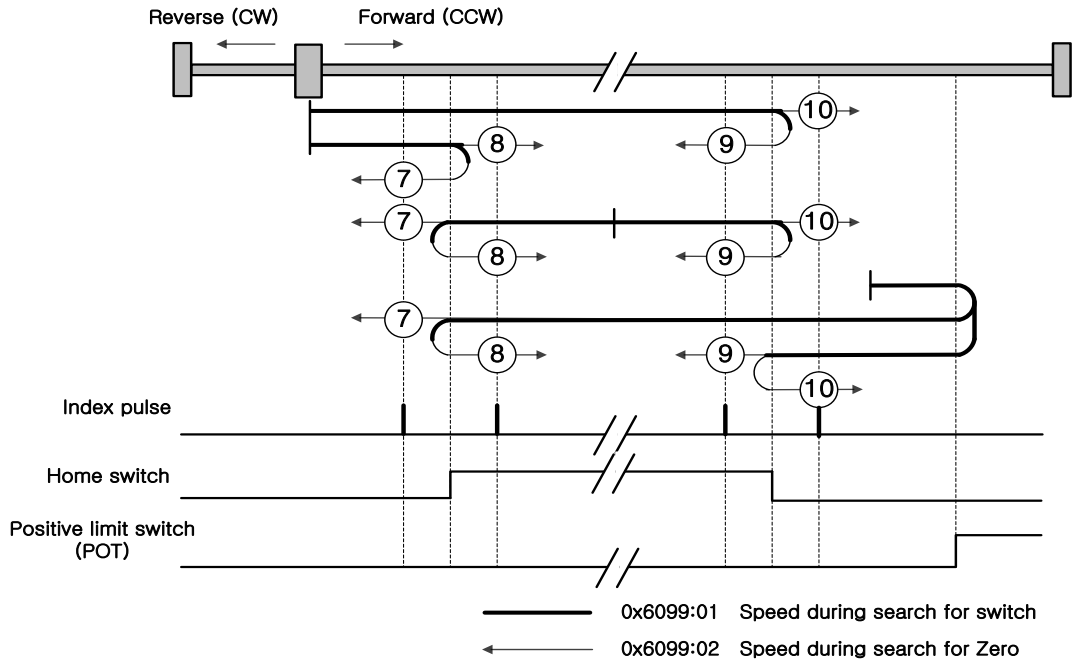 Reverse (CW) Forward (CCW)
10
8 9
7
7 10
8 9
7
8 9
10
Index pulse
Home switch
Positive limit switch
(POT)
0x6099:01 Speed during search for switch
0x6099:02 Speed during search for Zero